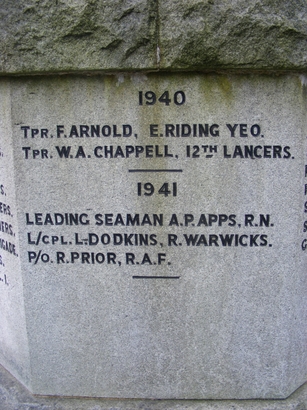 1940
TPR. F. ARNOLD, E. RIDING YEO.
TPR. W. A. CHAPPELL, 12TH LANCERS.
1941
LEADING SEAMAN A.P. APPS, R.N.
L/CPL. L. DODKINS, R. WARWICKS.
P/O. R. PRIOR, R.A.F.